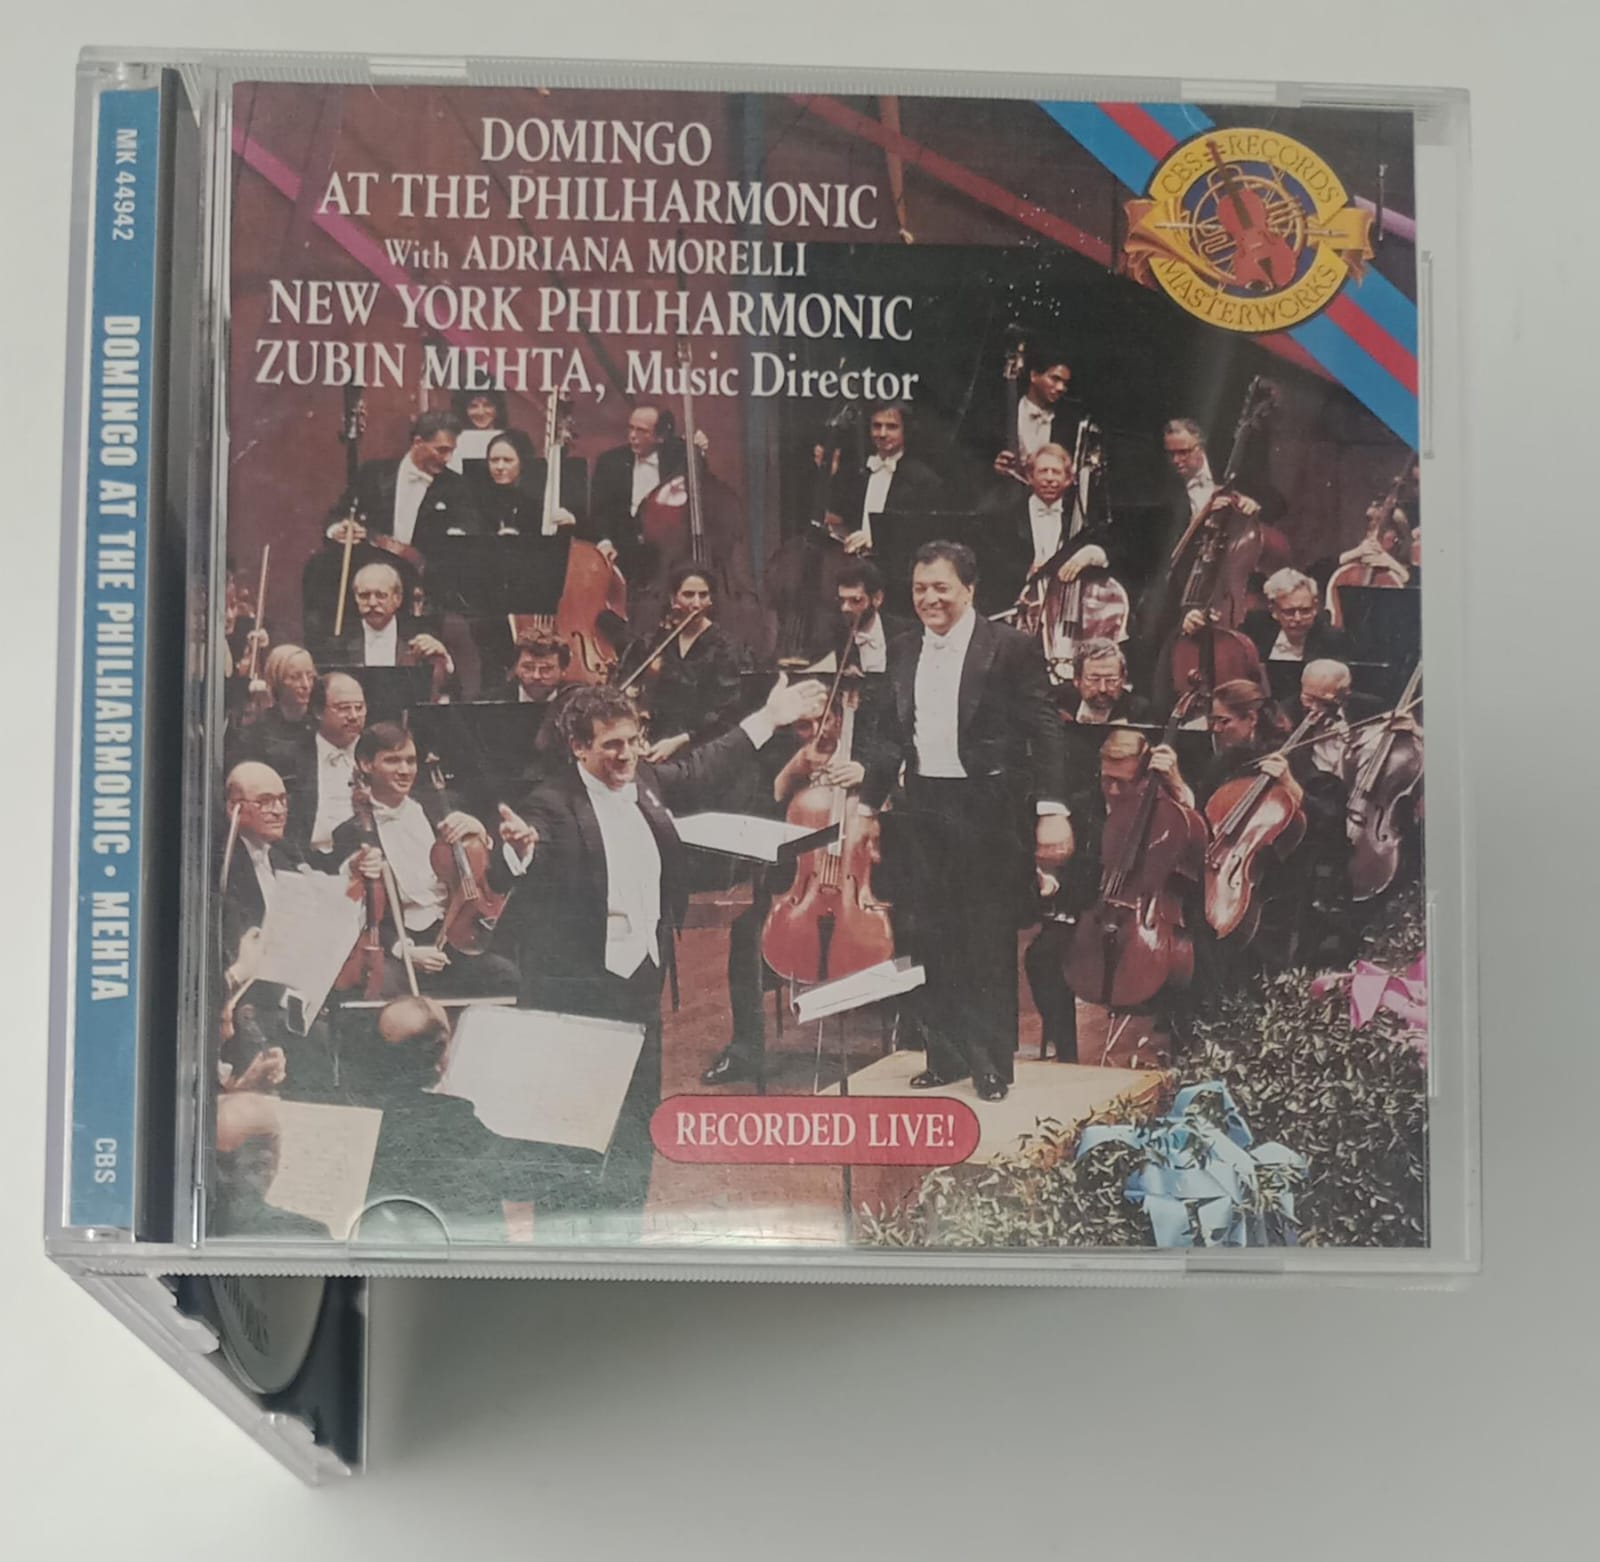 DOMINGO
AT THE PHILHARMONIC
With ADRIANA MORELLI
NEW YORK PHILHARMONIC
ZUBIN MEHTA, Music Director
CBS RECORDS
MASTERWORKS
RECORDED LIVE!
MK 44942 DOMINGO AT THE PHILHARMONIC • MEHTA CBS